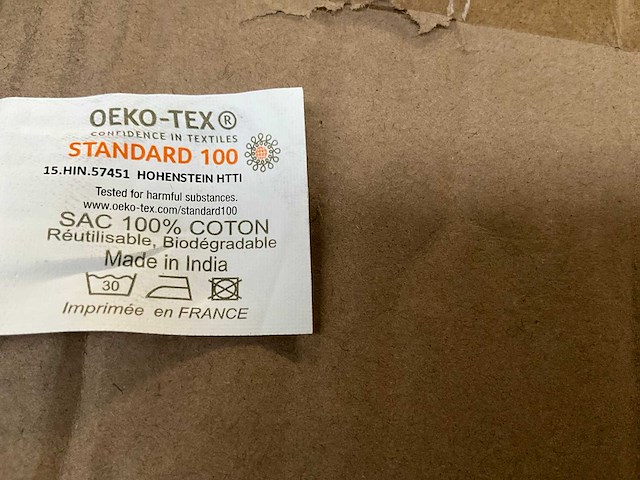 OEKO-TEX®
CONFIDENCE IN TEXTILES
STANDARD 100
15.HIN.57451 HOHENSTEIN HTTI
Tested for harmful substances.
www.oeko-tex.com/standard100
SAC 100% COTON
Réutilisable, Biodégradable
Made in India
30
Imprimée en FRANCE